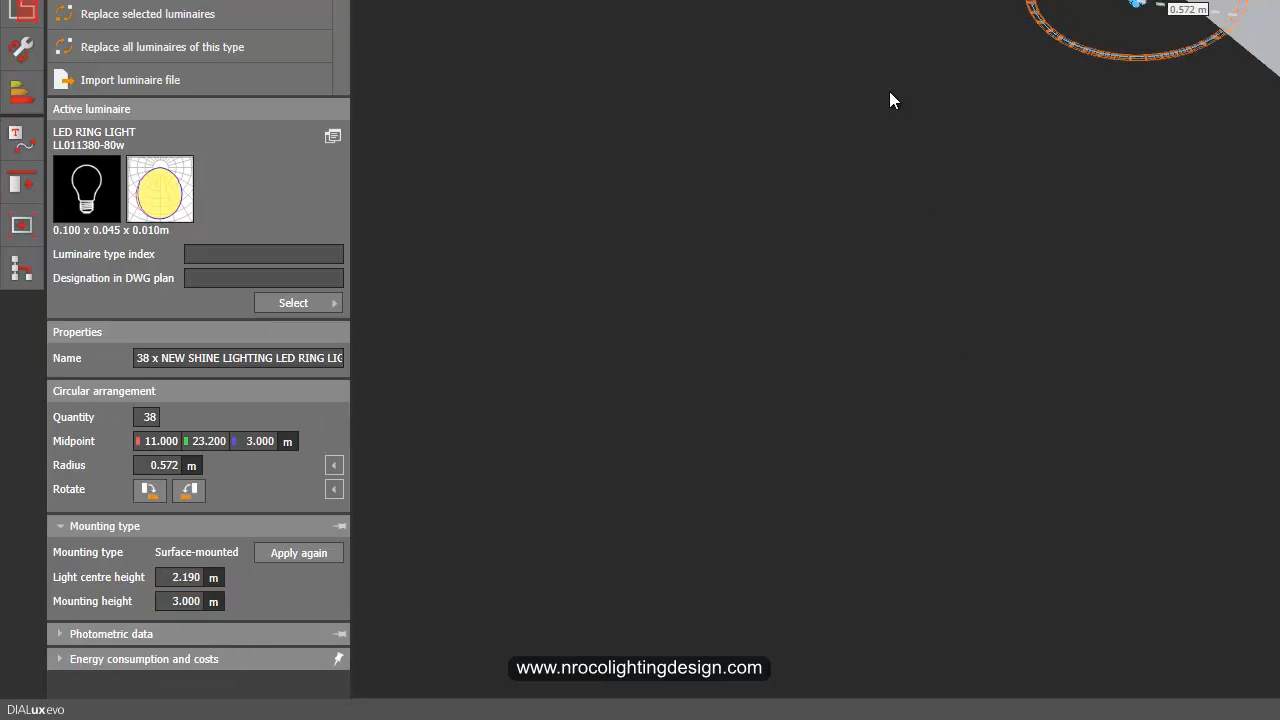 Replace selected luminaires
Replace all luminaires of this type
Import luminaire file
0.572 m
Active luminaire
LED RING LIGHT
LL011380-80w
0.100 x 0.045 x 0.010m
Luminaire type index
Designation in DWG plan
Select
Properties
Name 38 x NEW SHINE LIGHTING LED RING LIG
Circular arrangement
Quantity 38
Midpoint 11.000 23.200 3.000 m
Radius 0.572 m
Rotate
Mounting type
Mounting type Surface-mounted Apply again
Light centre height 2.190 m
Mounting height 3.000 m
Photometric data
Energy consumption and costs
www.nrocolightingdesign.com
DIALux evo